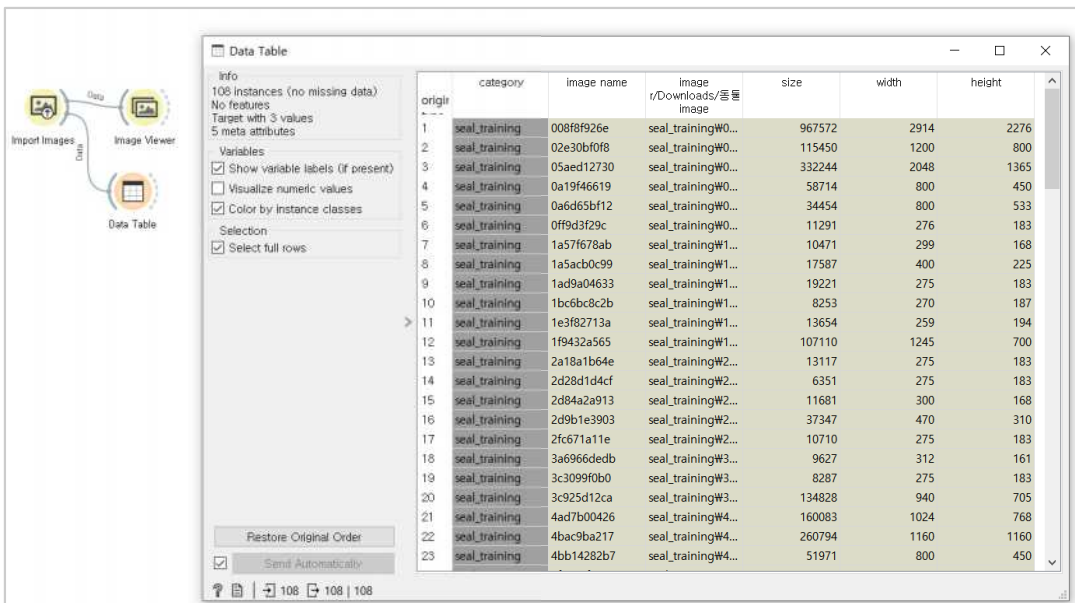 Data Table
Info
108 instances (no missing data)
No features
Target with 3 values
5 meta attributes
Variables
Show variable labels (if present)
Visualize numeric values
Color by instance classes
Selection
Select full rows
Restore Original Order
Send Automatically
108 108 | 108
Data
Data
Import Images
Image Viewer
Data Table
category image name image size width height
origin r/Downloads/동물
image
1 seal_training 008f8f926e seal_training₩0... 967572 2914 2276
2 seal_training 02e30bf0f8 seal_training₩0... 115450 1200 800
3 seal_training 05aed12730 seal_training₩0... 332244 2048 1365
4 seal_training 0a19f46619 seal_training₩0... 58714 800 450
5 seal_training 0a6d65bf12 seal_training₩0... 34454 800 533
6 seal_training 0ff9d3f29c seal_training₩0... 11291 276 183
7 seal_training 1a57f678ab seal_training₩1... 10471 299 168
8 seal_training 1a5acb0c99 seal_training₩1... 17587 400 225
9 seal_training 1ad9a04633 seal_training₩1... 19221 275 183
10 seal_training 1bc6bc8c2b seal_training₩1... 8253 270 187
11 seal_training 1e3f82713a seal_training₩1... 13654 259 194
12 seal_training 1f9432a565 seal_training₩1... 107110 1245 700
13 seal_training 2a18a1b64e seal_training₩2... 13117 275 183
14 seal_training 2d28d1d4cf seal_training₩2... 6351 275 183
15 seal_training 2d84a2a913 seal_training₩2... 11681 300 168
16 seal_training 2d9b1e3903 seal_training₩2... 37347 470 310
17 seal_training 2fc671a11e seal_training₩2... 10710 275 183
18 seal_training 3a6966dedb seal_training₩3... 9627 312 161
19 seal_training 3c3099f0b0 seal_training₩3... 8287 275 183
20 seal_training 3c925d12ca seal_training₩3... 134828 940 705
21 seal_training 4ad7b00426 seal_training₩4... 160083 1024 768
22 seal_training 4bac9ba217 seal_training₩4... 260794 1160 1160
23 seal_training 4bb14282b7 seal_training₩4... 51971 800 450